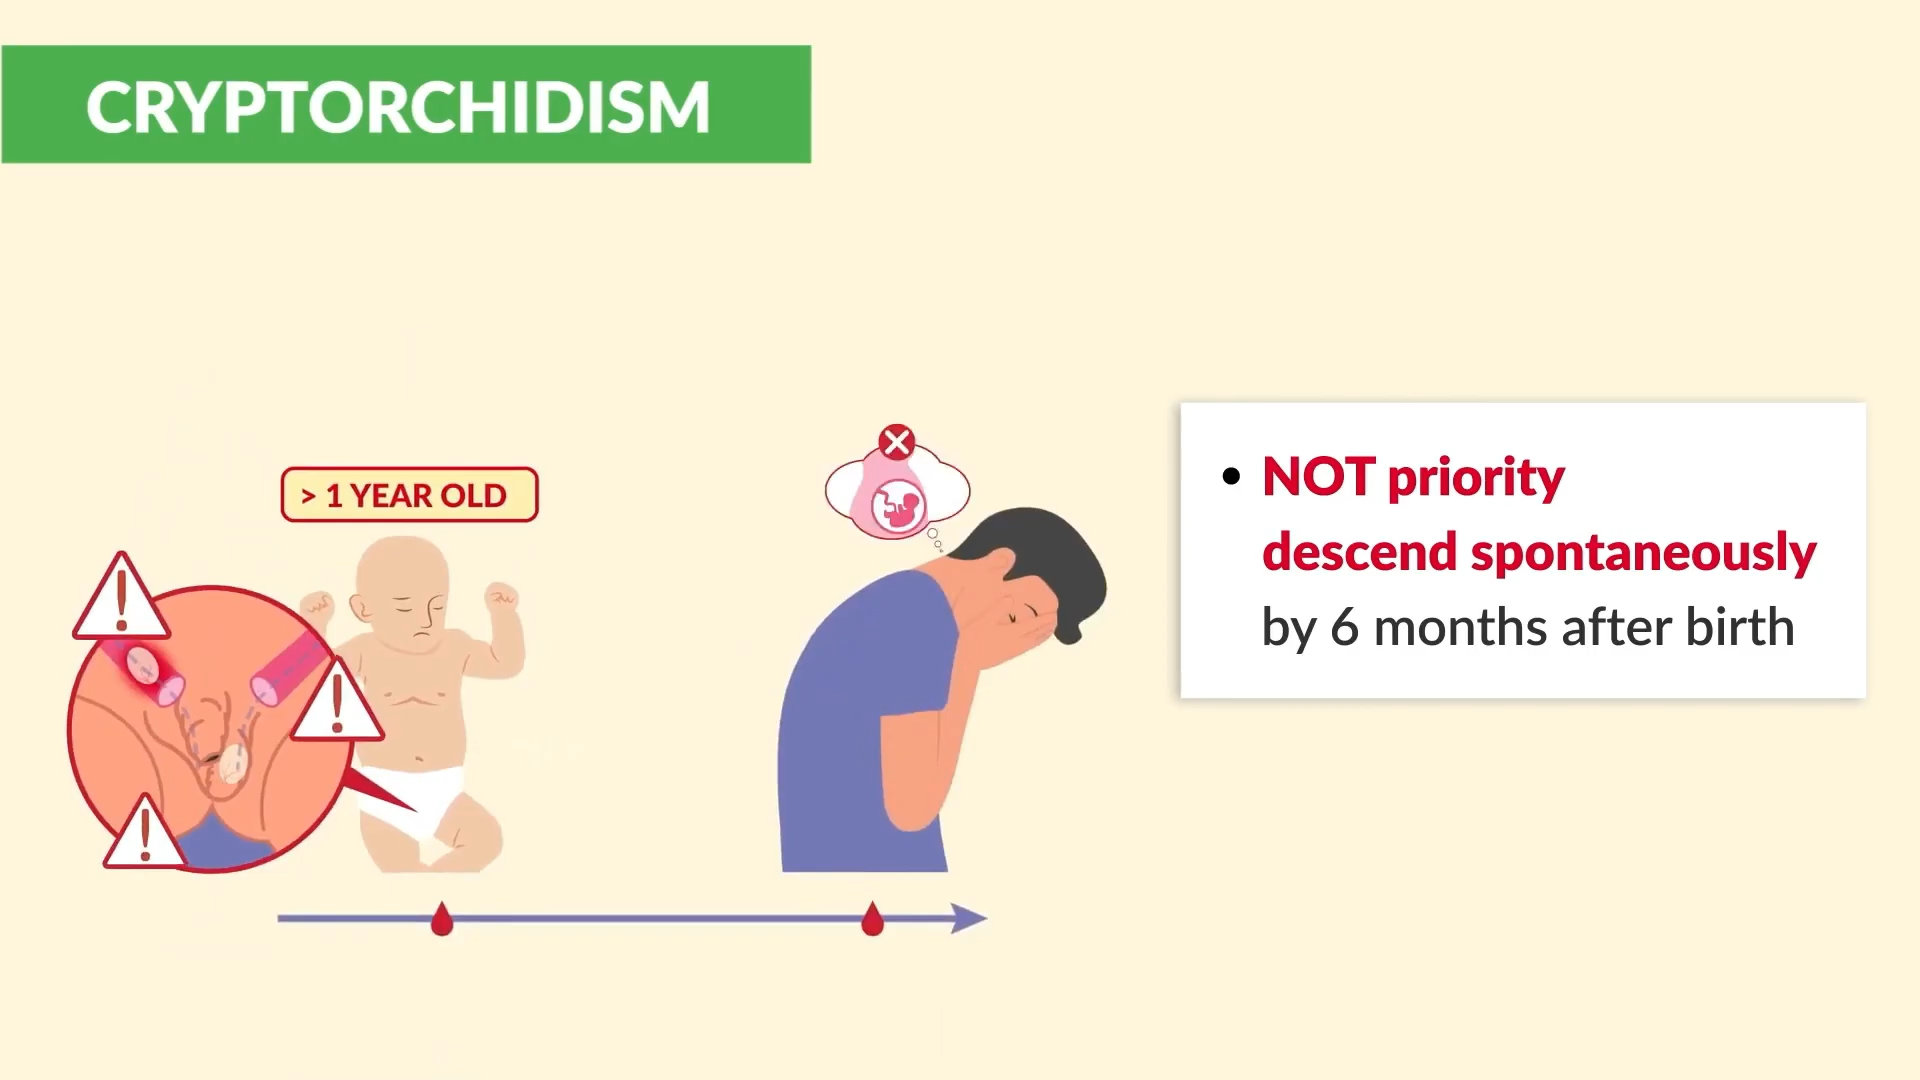 CRYPTORCHIDISM
> 1 YEAR OLD
• NOT priority
descend spontaneously
by 6 months after birth